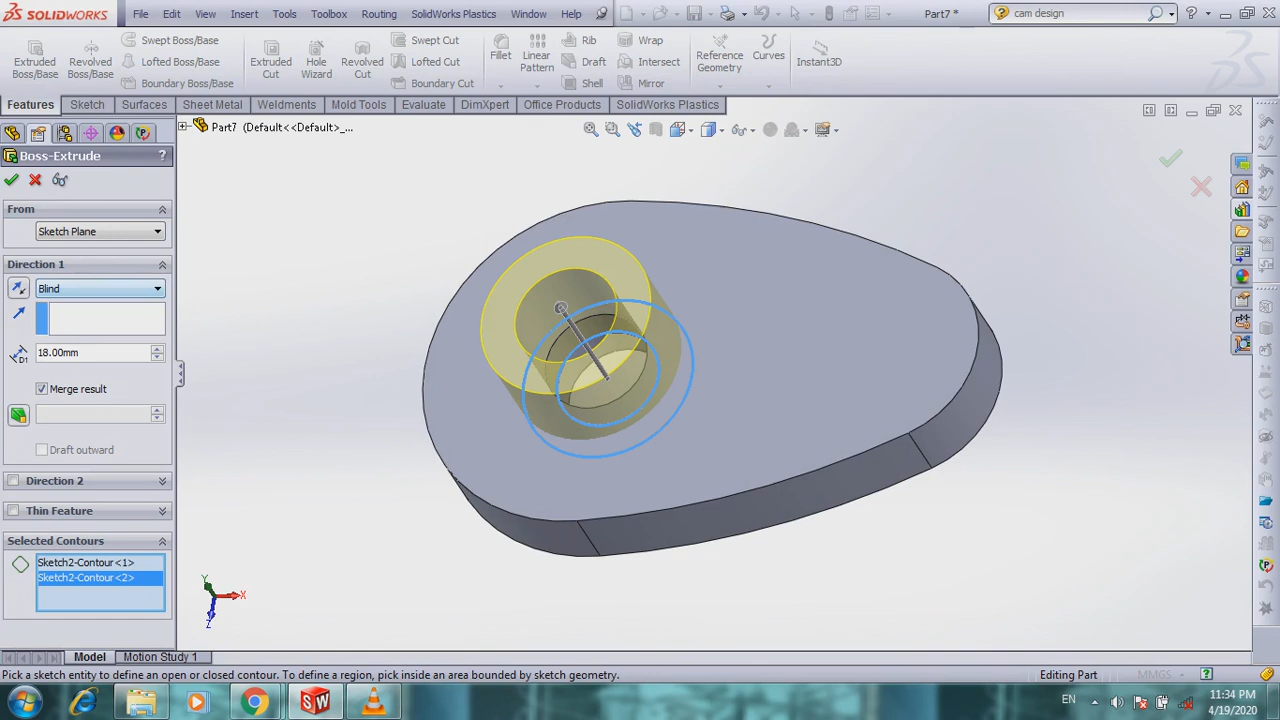 SOLIDWORKS File Edit View Insert Tools Toolbox Routing SolidWorks Plastics Window Help Part7 * cam design
Extruded Boss/Base
Revolved Boss/Base
Swept Boss/Base
Lofted Boss/Base
Boundary Boss/Base
Extruded Cut
Hole Wizard
Revolved Cut
Swept Cut
Lofted Cut
Boundary Cut
Fillet
Linear Pattern
Rib
Draft
Shell
Wrap
Intersect
Mirror
Reference Geometry
Curves
Instant3D
Features Sketch Surfaces Sheet Metal Weldments Mold Tools Evaluate DimXpert Office Products SolidWorks Plastics
Part7 (Default<<Default>_...
Boss-Extrude ?
From
Sketch Plane
Direction 1
Blind
D1
18.00mm
Merge result
Draft outward
Direction 2
Thin Feature
Selected Contours
Sketch2-Contour<1>
Sketch2-Contour<2>
Y
X
Z
Model Motion Study 1
Pick a sketch entity to define an open or closed contour. To define a region, pick inside an area bounded by sketch geometry. Editing Part MMGS ?
SW EN 11:34 PM
4/19/2020